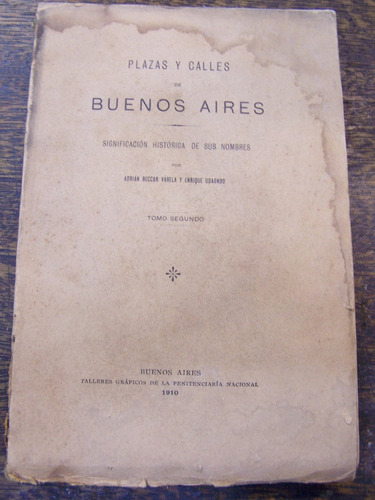 PLAZAS Y CALLES
DE
BUENOS AIRES
SIGNIFICACIÓN HISTÓRICA DE SUS NOMBRES
POR
ADRIÁN BECCAR VARELA Y ENRIQUE UDAONDO
TOMO SEGUNDO
BUENOS AIRES
TALLERES GRÁFICOS DE LA PENITENCIARÍA NACIONAL
1910